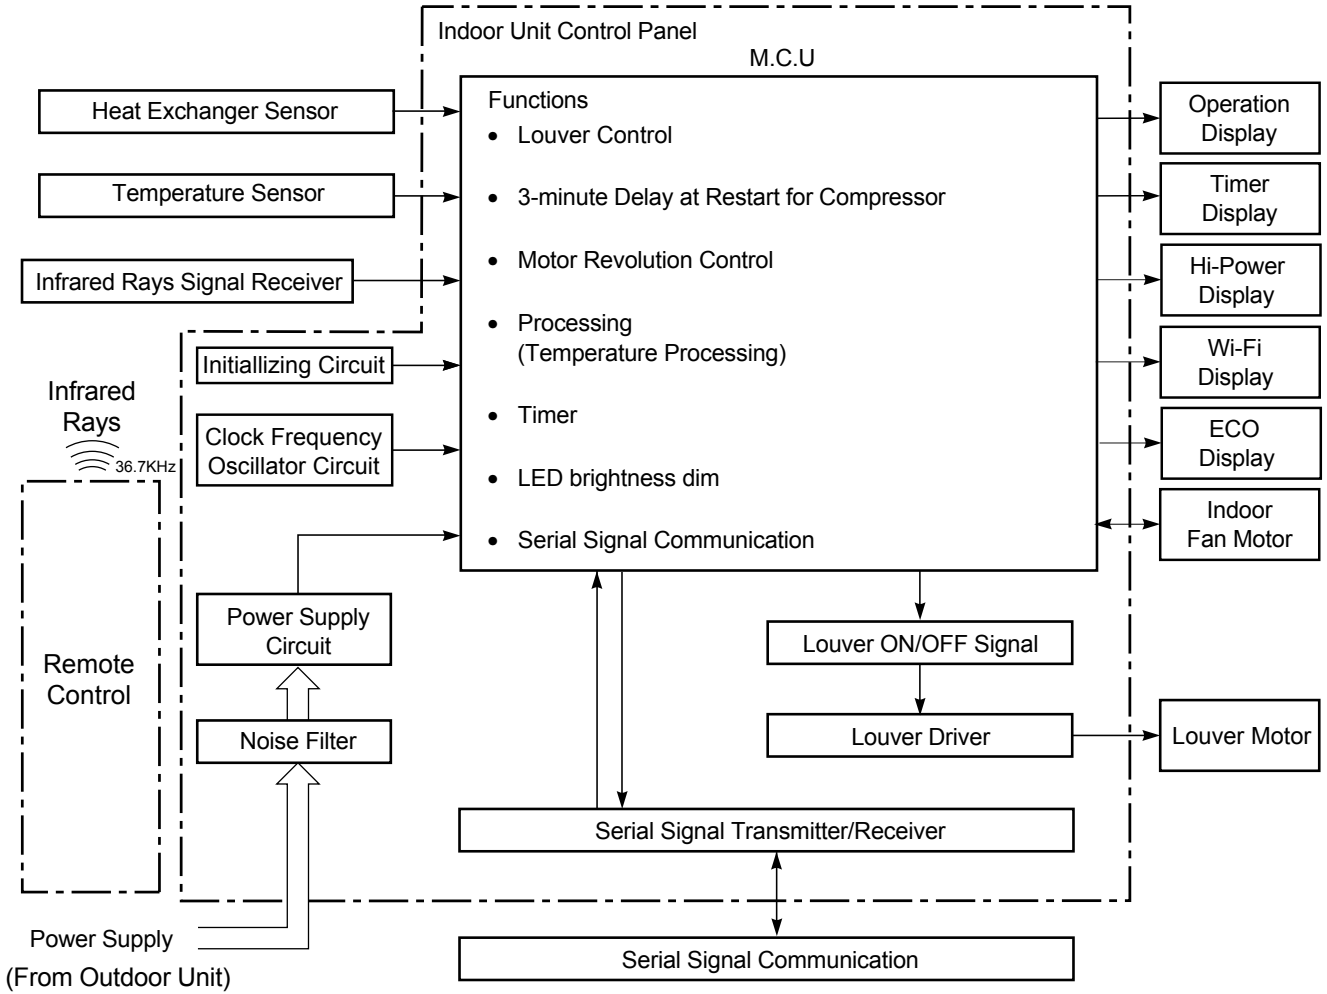 Indoor Unit Control Panel
M.C.U
Heat Exchanger Sensor
Temperature Sensor
Infrared Rays Signal Receiver
Initiallizing Circuit
Clock Frequency
Oscillator Circuit
Infrared
Rays
36.7KHz
Remote
Control
Power Supply
Circuit
Noise Filter
Power Supply
(From Outdoor Unit)
Functions
• Louver Control
• 3-minute Delay at Restart for Compressor
• Motor Revolution Control
• Processing
(Temperature Processing)
• Timer
• LED brightness dim
• Serial Signal Communication
Louver ON/OFF Signal
Louver Driver
Serial Signal Transmitter/Receiver
Serial Signal Communication
Operation
Display
Timer
Display
Hi-Power
Display
Wi-Fi
Display
ECO
Display
Indoor
Fan Motor
Louver Motor